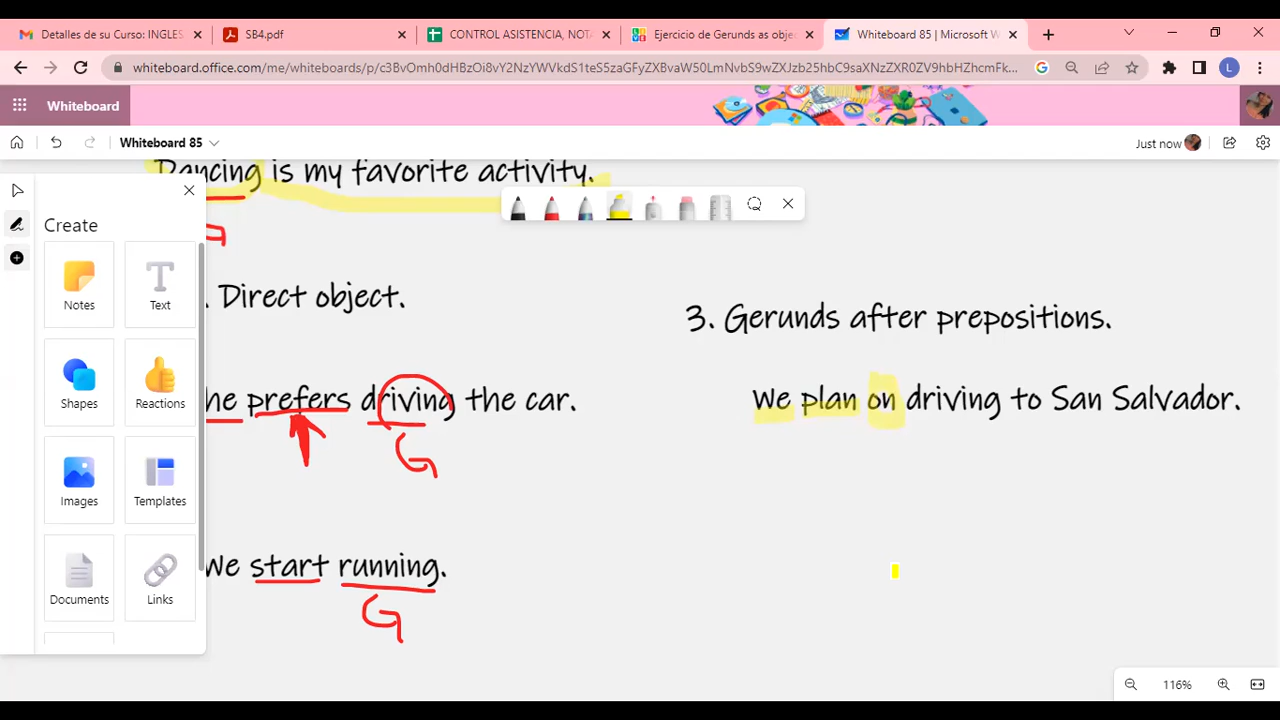 Detalles de su Curso: INGLES
SB4.pdf
CONTROL ASISTENCIA, NOTA
Ejercicio de Gerunds as obje
Whiteboard 85 | Microsoft W
L
Whiteboard
Whiteboard 85
Just now
Create
Notes
Text
Shapes
Reactions
Images
Templates
Documents
Links
Dancing is my favorite activity.
. Direct object.
he prefers driving the car.
G
We start running.
G
3. Gerunds after prepositions.
We plan on driving to San Salvador.
116%